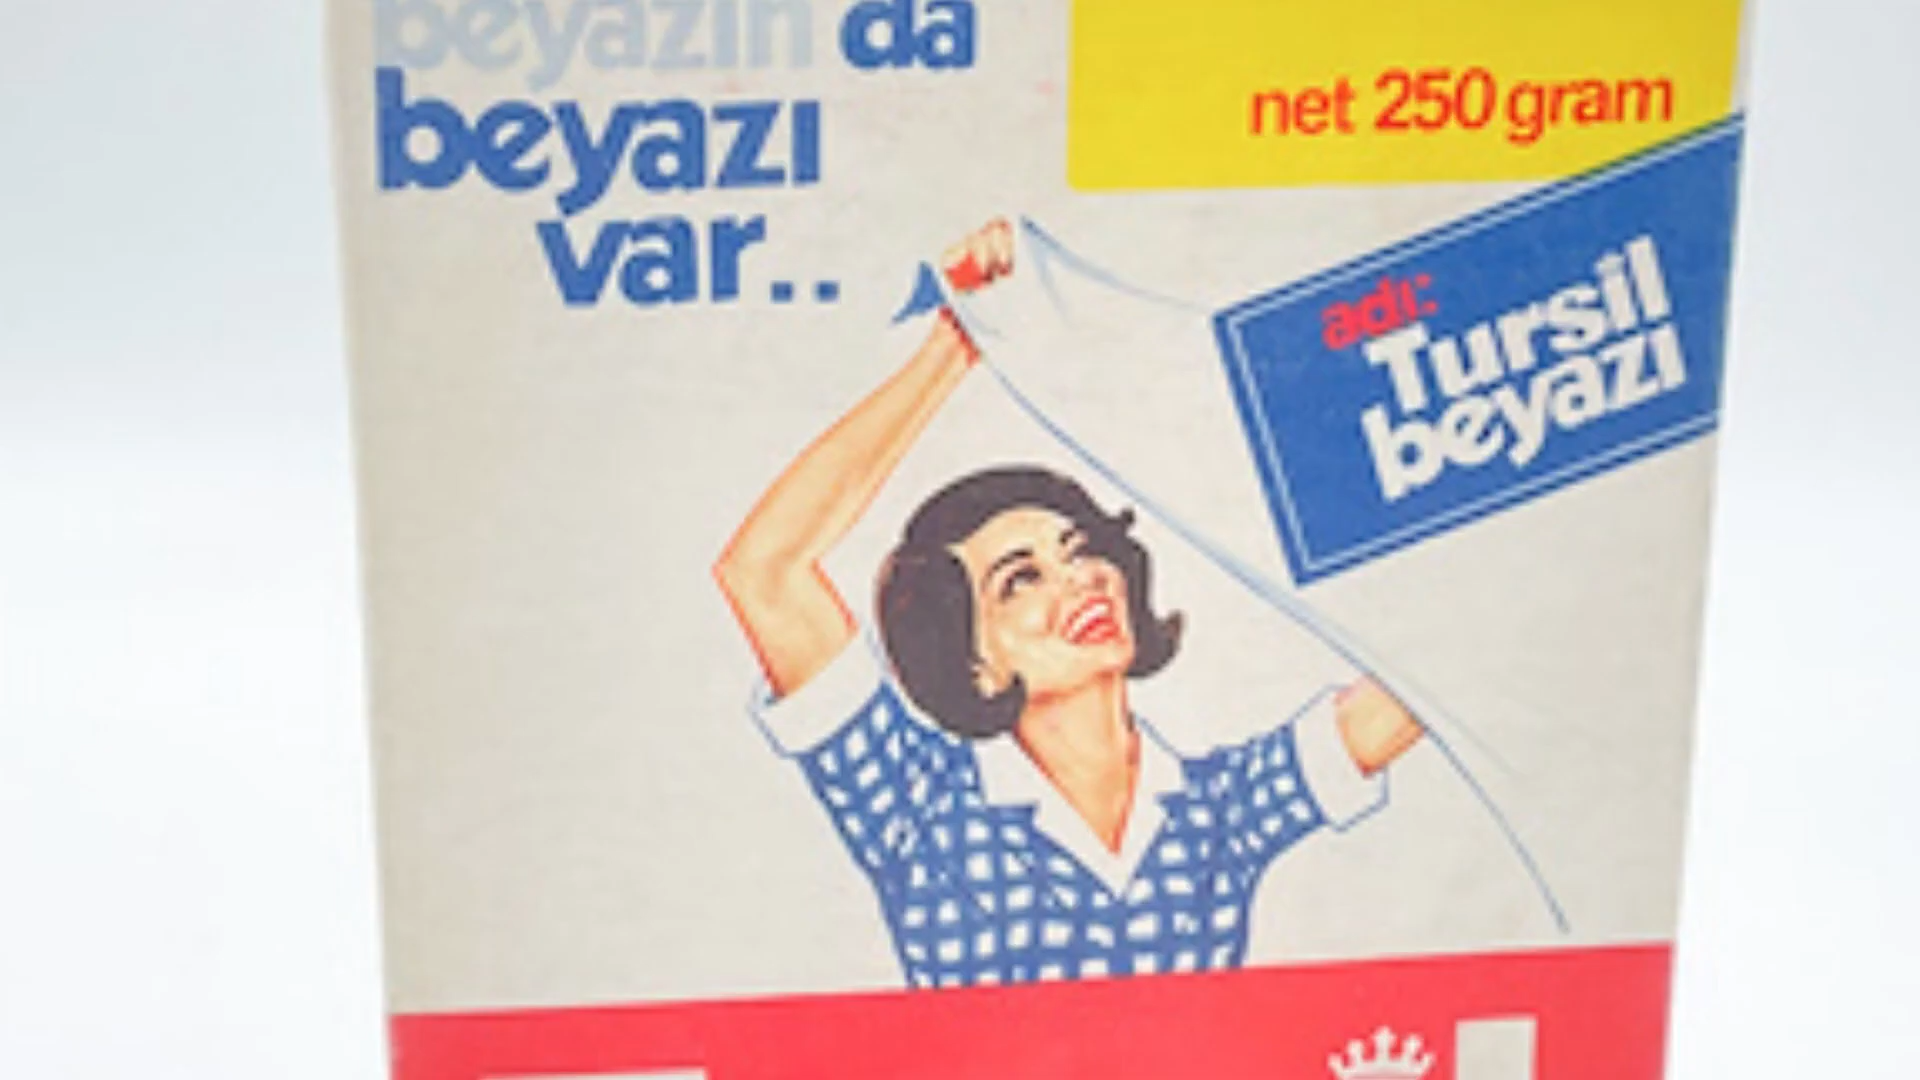 beyazın da
beyazı
var..
net 250 gram
adı:
Tursil
beyazı